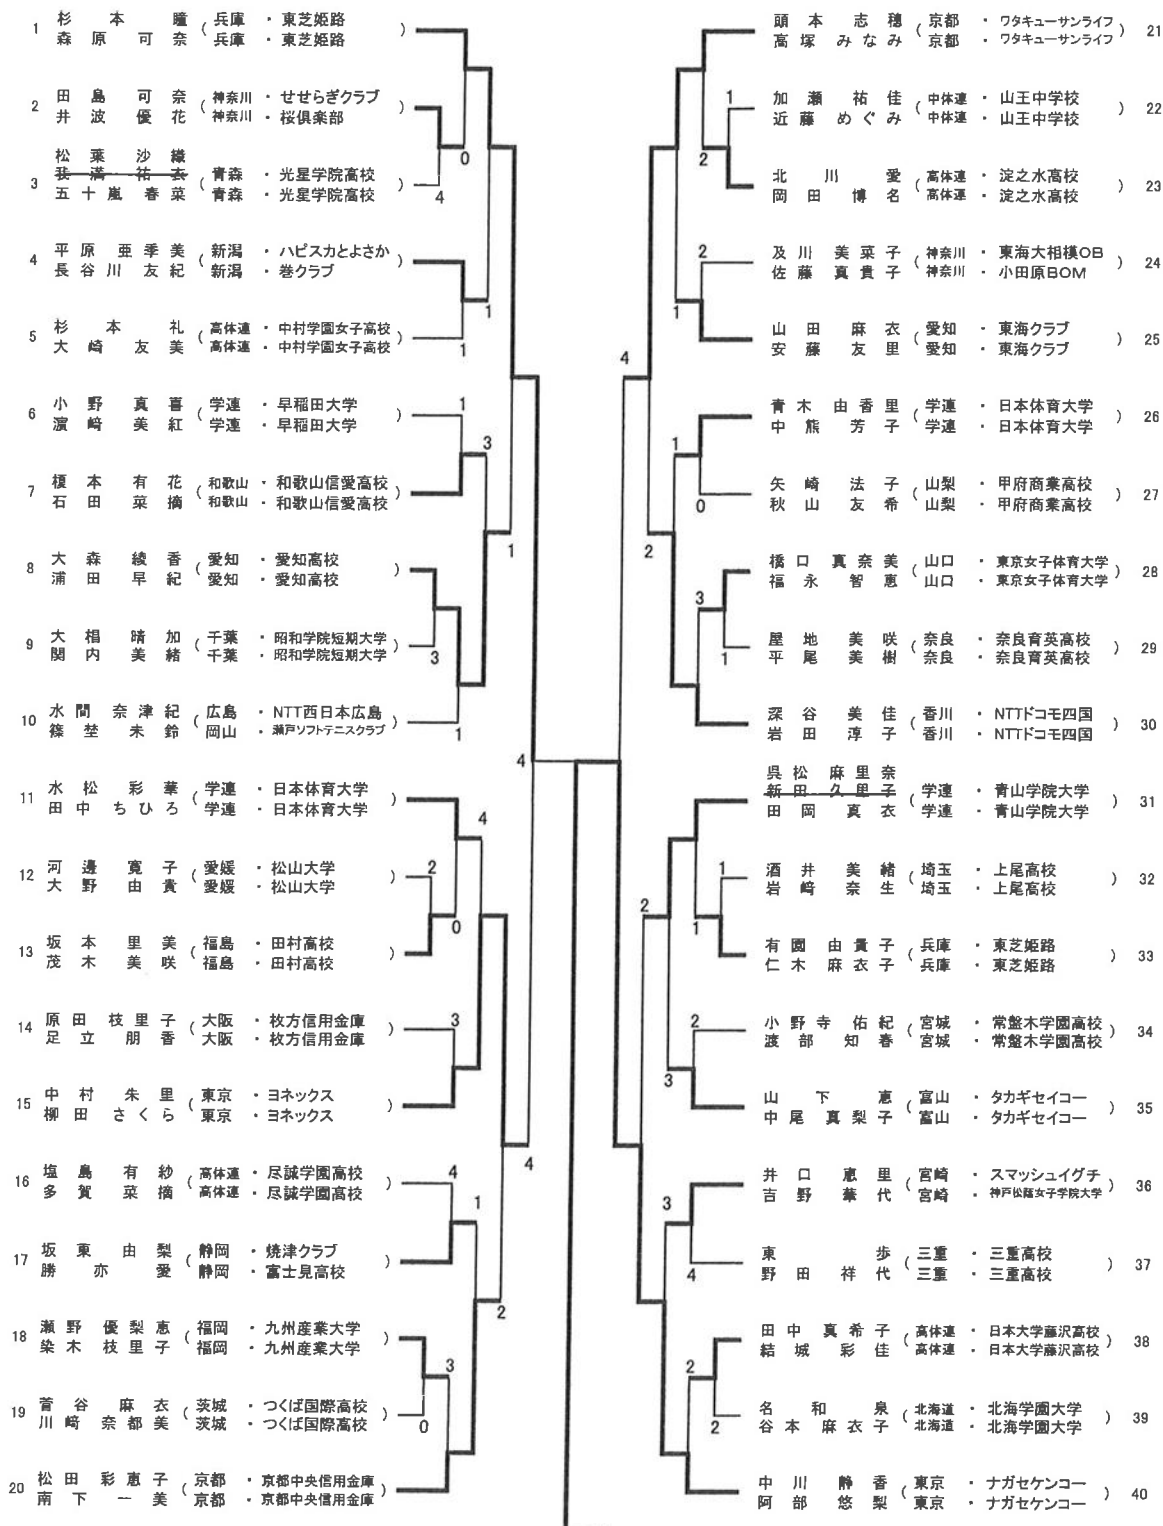 1 杉本 瞳 (兵庫・東芝姫路)
森原可奈 (兵庫・東芝姫路)
2 田島可奈 (神奈川・せせらぎクラブ)
井波優花 (神奈川・桜倶楽部)
0
松葉沙織
3 我満祐衣 (青森・光星学院高校)
五十嵐春菜 (青森・光星学院高校)
4
4 平原亜季美 (新潟・ハピスカとよさか)
長谷川友紀 (新潟・巻クラブ)
1
5 杉本 礼 (高体連・中村学園女子高校)
大崎友美 (高体連・中村学園女子高校)
1
6 小野真喜 (学連・早稲田大学)
濵﨑美紅 (学連・早稲田大学)
1
3
7 榎本有花 (和歌山・和歌山信愛高校)
石田菜摘 (和歌山・和歌山信愛高校)
1
8 大森綾香 (愛知・愛知高校)
浦田早紀 (愛知・愛知高校)
9 大椙晴加 (千葉・昭和学院短期大学)
関内美緒 (千葉・昭和学院短期大学)
3
10 水間奈津紀 (広島・NTT西日本広島)
篠埜未鈴 (岡山・瀬戸ソフトテニスクラブ)
1
4
11 水松彩華 (学連・日本体育大学)
田中ちひろ (学連・日本体育大学)
4
12 河邊寛子 (愛媛・松山大学)
大野由貴 (愛媛・松山大学)
2
0
13 坂本里美 (福島・田村高校)
茂木美咲 (福島・田村高校)
14 原田枝里子 (大阪・枚方信用金庫)
足立朋香 (大阪・枚方信用金庫)
3
15 中村朱里 (東京・ヨネックス)
柳田さくら (東京・ヨネックス)
4
16 塩島有紗 (高体連・尽誠学園高校)
多賀菜摘 (高体連・尽誠学園高校)
4
1
17 坂東由梨 (静岡・焼津クラブ)
勝亦 愛 (静岡・富士見高校)
2
18 瀬野優梨恵 (福岡・九州産業大学)
染木枝里子 (福岡・九州産業大学)
3
19 菅谷麻衣 (茨城・つくば国際高校)
川﨑奈都美 (茨城・つくば国際高校)
0
20 松田彩恵子 (京都・京都中央信用金庫)
南下一美 (京都・京都中央信用金庫)
頭本志穂 (京都・ワタキューサンライフ) 21
高塚みなみ (京都・ワタキューサンライフ)
1
加瀬祐佳 (中体連・山王中学校) 22
近藤めぐみ (中体連・山王中学校)
2
北川 愛 (高体連・淀之水高校) 23
岡田博名 (高体連・淀之水高校)
2
及川美菜子 (神奈川・東海大相模OB) 24
佐藤真貴子 (神奈川・小田原BOM)
1
山田麻衣 (愛知・東海クラブ) 25
安藤友里 (愛知・東海クラブ)
4
青木由香里 (学連・日本体育大学) 26
中熊芳子 (学連・日本体育大学)
1
矢崎法子 (山梨・甲府商業高校) 27
秋山友希 (山梨・甲府商業高校)
0
2
橋口真奈美 (山口・東京女子体育大学) 28
福永智恵 (山口・東京女子体育大学)
3
屋地美咲 (奈良・奈良育英高校) 29
平尾美樹 (奈良・奈良育英高校)
1
深谷美佳 (香川・NTTドコモ四国) 30
岩田淳子 (香川・NTTドコモ四国)
呉松麻里奈
新田久里子 (学連・青山学院大学) 31
田岡真衣 (学連・青山学院大学)
1
酒井美緒 (埼玉・上尾高校) 32
岩﨑奈生 (埼玉・上尾高校)
2
1
有園由貴子 (兵庫・東芝姫路) 33
仁木麻衣子 (兵庫・東芝姫路)
2
小野寺佑紀 (宮城・常盤木学園高校) 34
渡部知春 (宮城・常盤木学園高校)
3
山下 恵 (富山・タカギセイコー) 35
中尾真梨子 (富山・タカギセイコー)
井口恵里 (宮崎・スマッシュイグチ) 36
吉野華代 (宮崎・神戸松蔭女子学院大学)
3
東 歩 (三重・三重高校) 37
野田祥代 (三重・三重高校)
4
田中真希子 (高体連・日本大学藤沢高校) 38
結城彩佳 (高体連・日本大学藤沢高校)
2
名和 泉 (北海道・北海学園大学) 39
谷本麻衣子 (北海道・北海学園大学)
2
中川静香 (東京・ナガセケンコー) 40
阿部悠梨 (東京・ナガセケンコー)